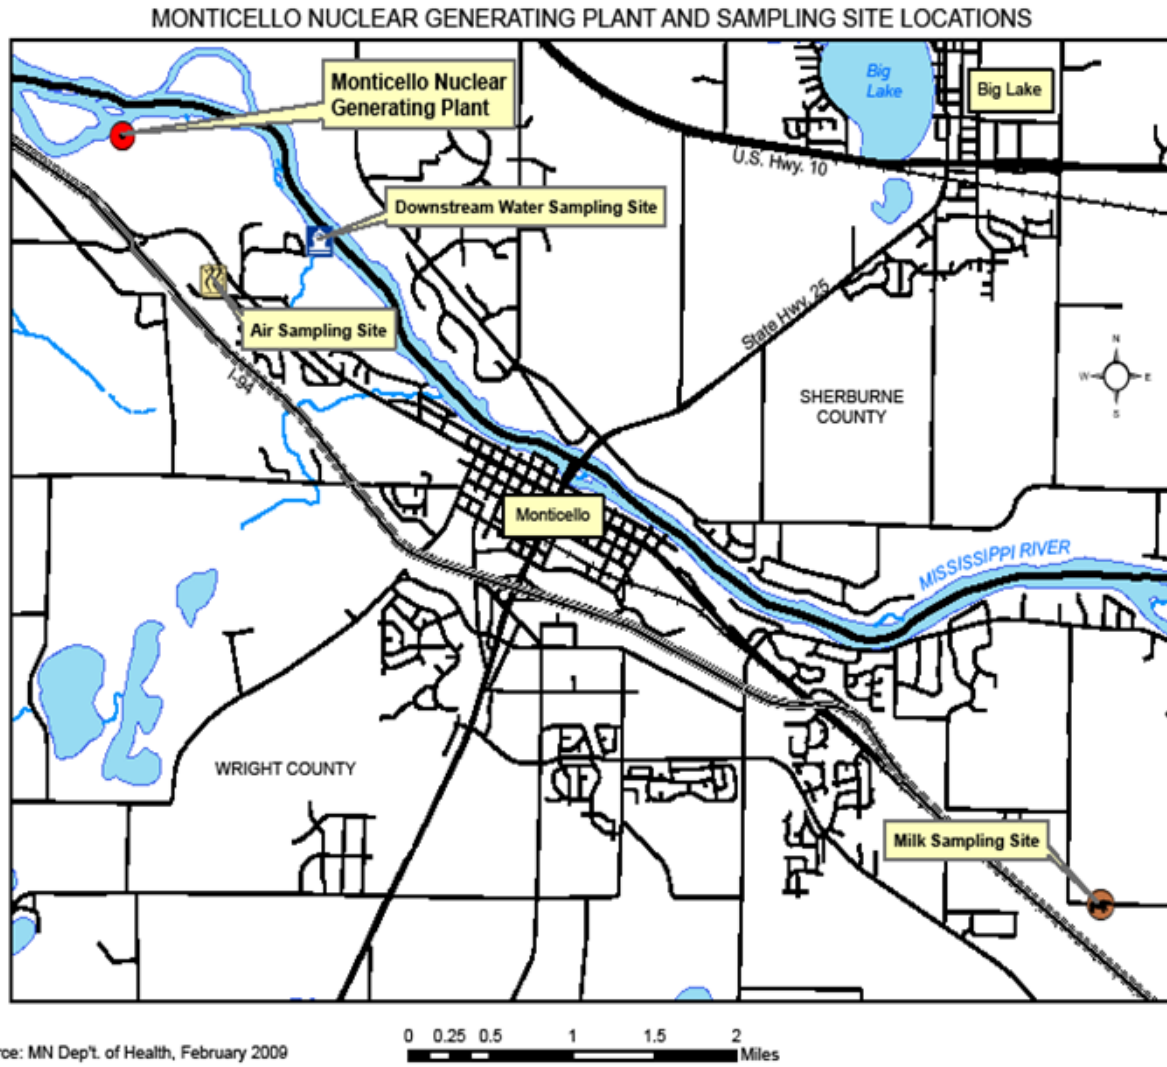 MONTICELLO NUCLEAR GENERATING PLANT AND SAMPLING SITE LOCATIONS
Monticello Nuclear
Generating Plant
Big
Lake
Big Lake
U.S. Hwy. 10
Downstream Water Sampling Site
Air Sampling Site
State Hwy. 25
I-94
N
W
E
S
SHERBURNE
COUNTY
Monticello
MISSISSIPPI RIVER
WRIGHT COUNTY
Milk Sampling Site
0 0.25 0.5 1 1.5 2
Miles
rce: MN Dep't. of Health, February 2009